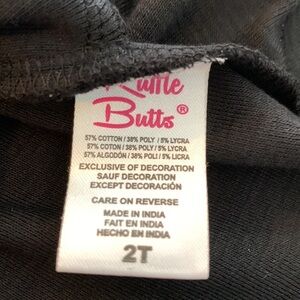 Ruffle
Butts®
57% COTTON / 38% POLY / 5% LYCRA
57% COTON / 38% POLY / 5% LYCRA
57% ALGODÓN / 38% POLI / 5% LICRA
EXCLUSIVE OF DECORATION
SAUF DECORATION
EXCEPT DECORACIÓN
CARE ON REVERSE
MADE IN INDIA
FAIT EN INDIA
HECHO EN INDIA
2T